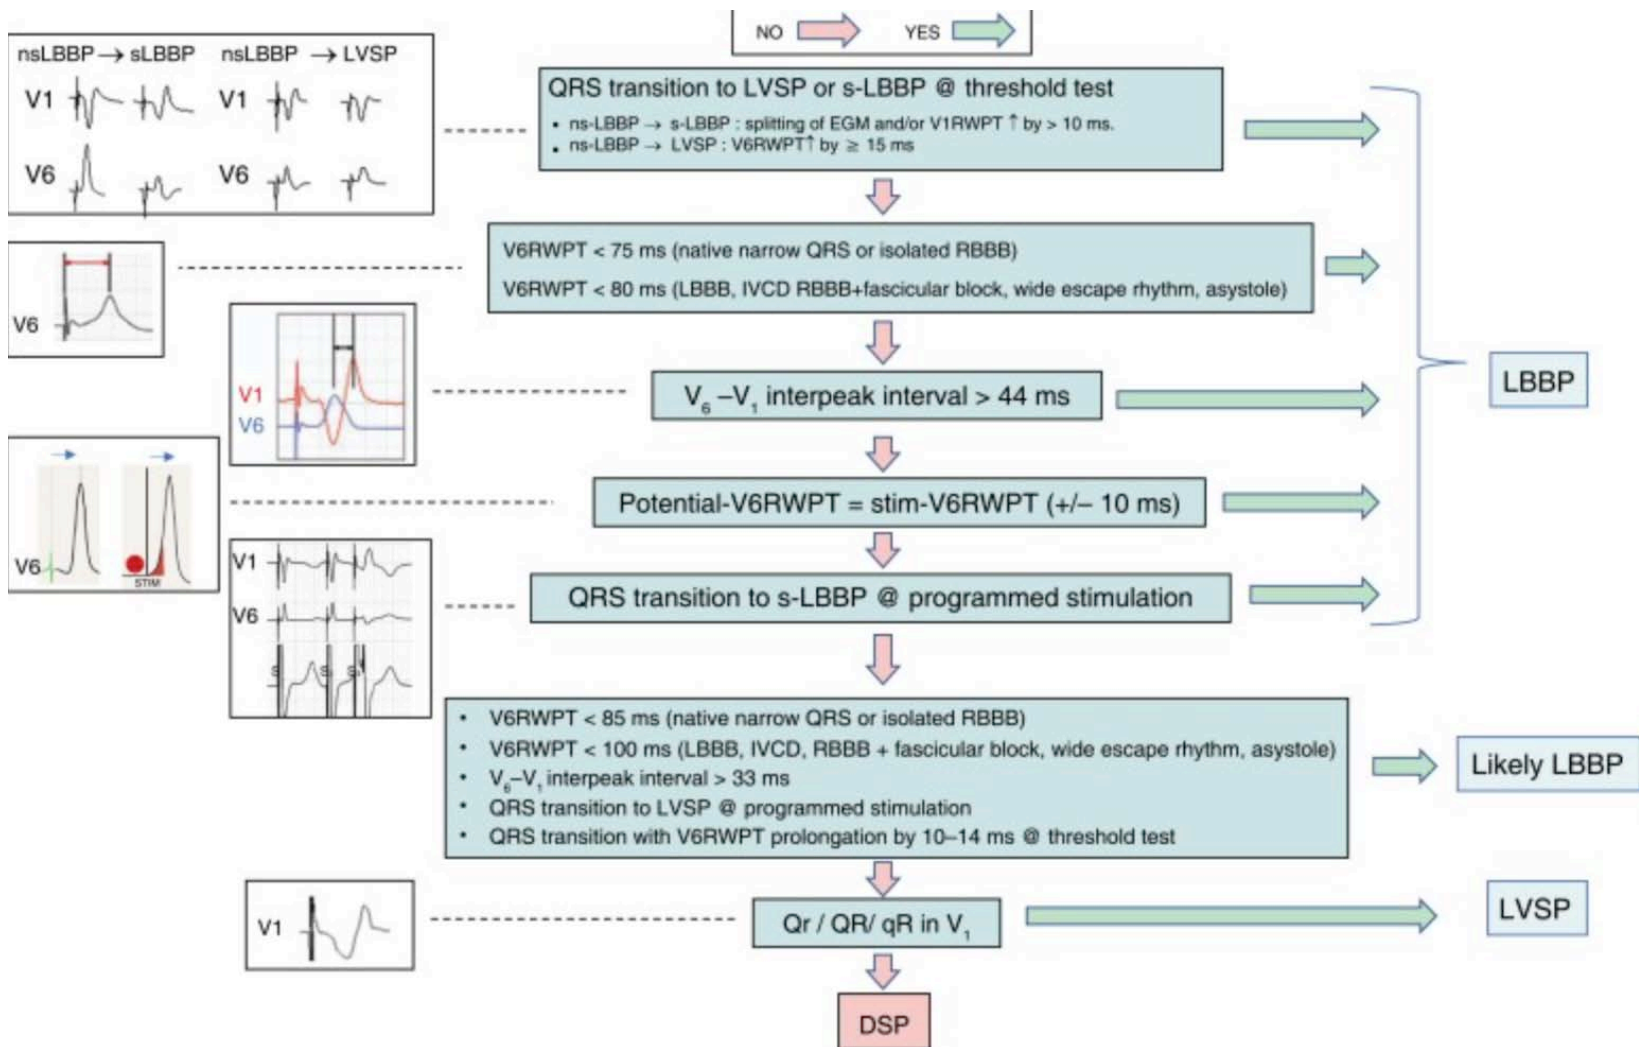 NO YES
nsLBBP → sLBBP nsLBBP → LVSP
V1 V1
V6 V6
QRS transition to LVSP or s-LBBP @ threshold test
• ns-LBBP → s-LBBP : splitting of EGM and/or V1RWPT ↑ by > 10 ms.
• ns-LBBP → LVSP : V6RWPT↑ by ≥ 15 ms
V6
V6RWPT < 75 ms (native narrow QRS or isolated RBBB)
V6RWPT < 80 ms (LBBB, IVCD RBBB+fascicular block, wide escape rhythm, asystole)
V1
V6
V₆ –V₁ interpeak interval > 44 ms
LBBP
V6
STIM
Potential-V6RWPT = stim-V6RWPT (+/– 10 ms)
V1
V6
S S S
QRS transition to s-LBBP @ programmed stimulation
• V6RWPT < 85 ms (native narrow QRS or isolated RBBB)
• V6RWPT < 100 ms (LBBB, IVCD, RBBB + fascicular block, wide escape rhythm, asystole)
• V₆–V₁ interpeak interval > 33 ms
• QRS transition to LVSP @ programmed stimulation
• QRS transition with V6RWPT prolongation by 10–14 ms @ threshold test
Likely LBBP
V1
Qr / QR/ qR in V₁
LVSP
DSP